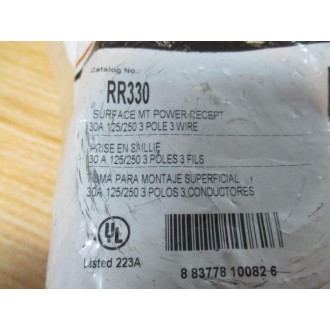 Catalog No.:
RR330
SURFACE MT POWER RECEPT
30A 125/250 3 POLE 3 WIRE
PRISE EN SAILLIE
30 A 125/250 3 PÔLES 3 FILS
TOMA PARA MONTAJE SUPERFICIAL
30A 125/250 3 POLOS 3 CONDUCTORES
UL
Listed 223A
8 83778 10082 6